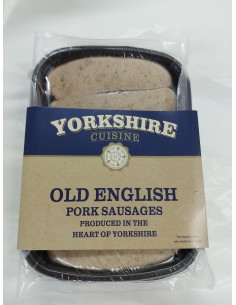 YORKSHIRE
CUISINE
OLD ENGLISH
PORK SAUSAGES
PRODUCED IN THE
HEART OF YORKSHIRE